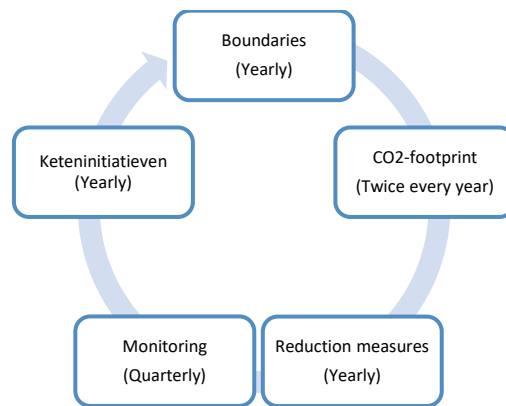 Boundaries
(Yearly)
CO2-footprint
(Twice every year)
Reduction measures
(Yearly)
Monitoring
(Quarterly)
Keteninitiatieven
(Yearly)